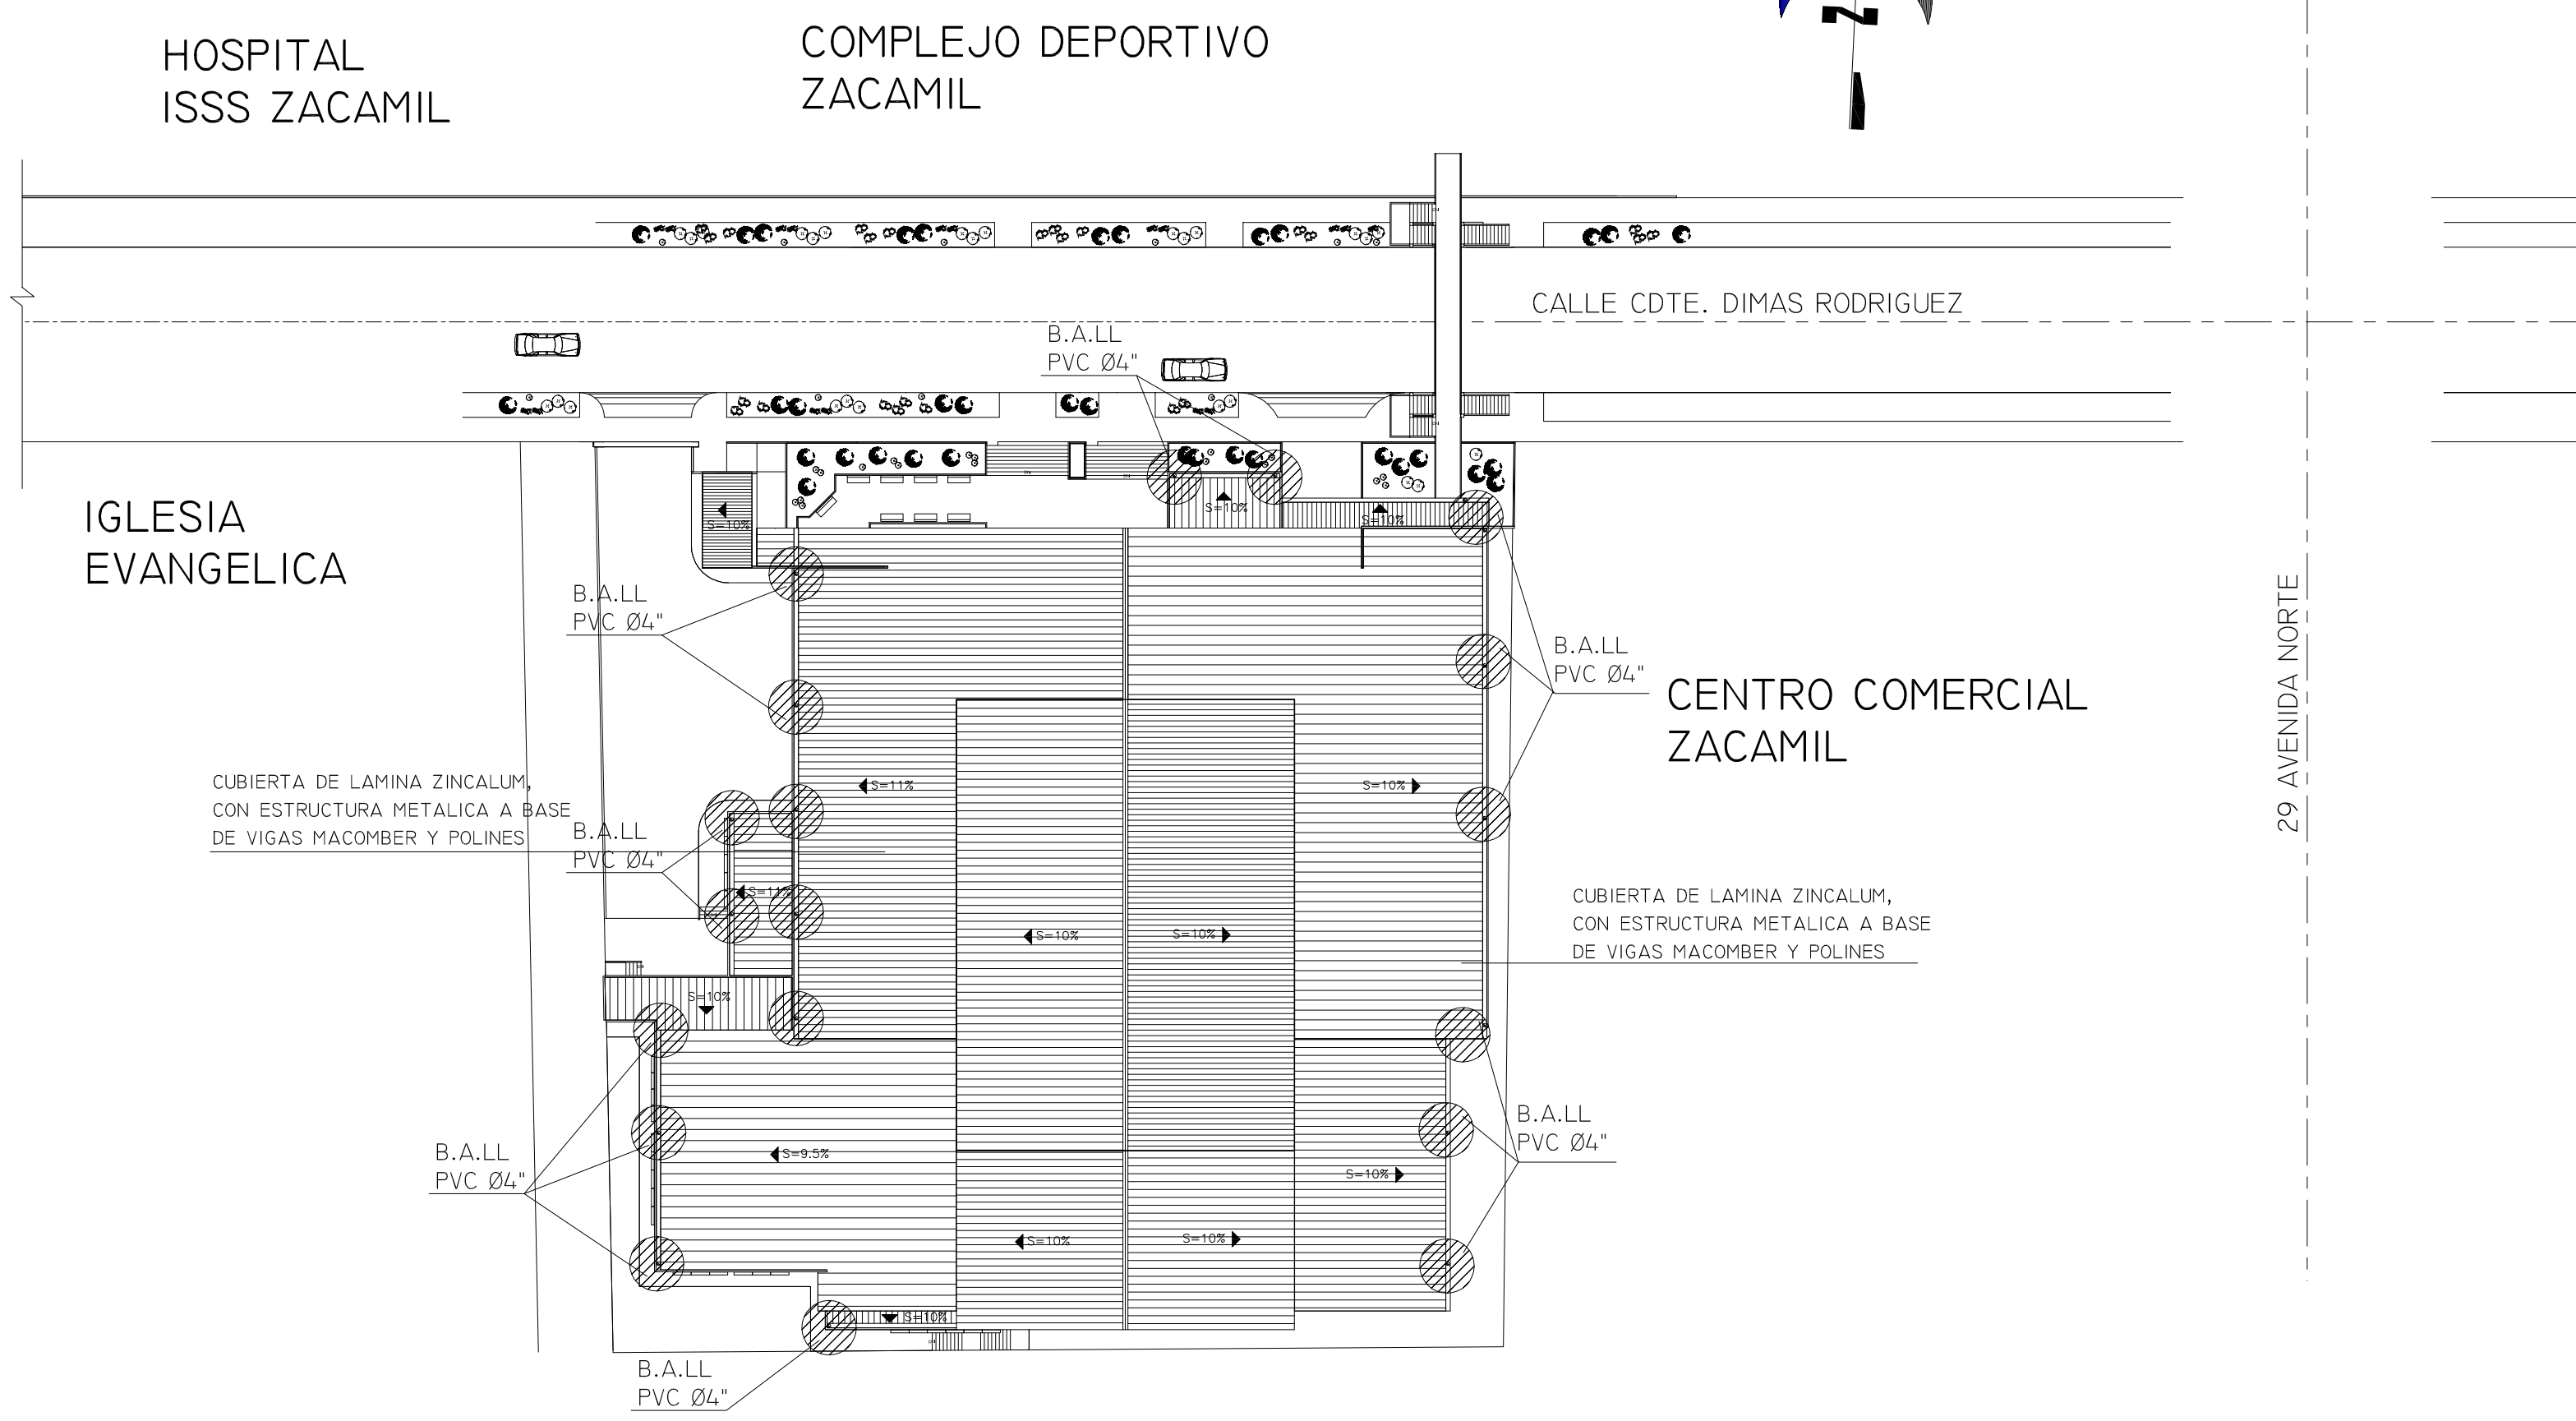 HOSPITAL
ISSS ZACAMIL
COMPLEJO DEPORTIVO
ZACAMIL
N
CALLE CDTE. DIMAS RODRIGUEZ
B.A.LL
PVC Ø4"
S=10%
S=10%
S=10%
IGLESIA
EVANGELICA
B.A.LL
PVC Ø4"
29 AVENIDA NORTE
B.A.LL
PVC Ø4"
CENTRO COMERCIAL
ZACAMIL
CUBIERTA DE LAMINA ZINCALUM,
CON ESTRUCTURA METALICA A BASE
DE VIGAS MACOMBER Y POLINES
S=11%
S=10%
B.A.LL
PVC Ø4"
S=11%
CUBIERTA DE LAMINA ZINCALUM,
CON ESTRUCTURA METALICA A BASE
DE VIGAS MACOMBER Y POLINES
S=10%
S=10%
S=10%
B.A.LL
PVC Ø4"
S=9.5%
S=10%
B.A.LL
PVC Ø4"
S=10%
S=10%
S=10%
B.A.LL
PVC Ø4"